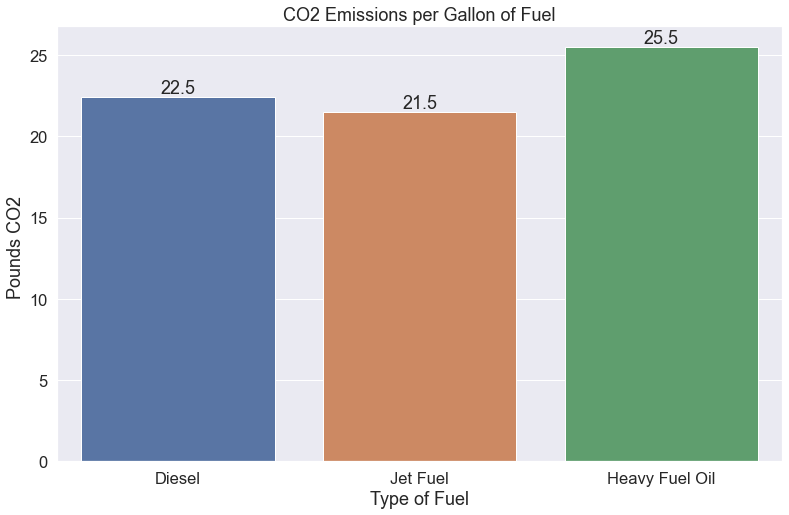 CO2 Emissions per Gallon of Fuel
25.5
22.5
21.5
25
20
15
10
5
0
Pounds CO2
Diesel
Jet Fuel
Heavy Fuel Oil
Type of Fuel